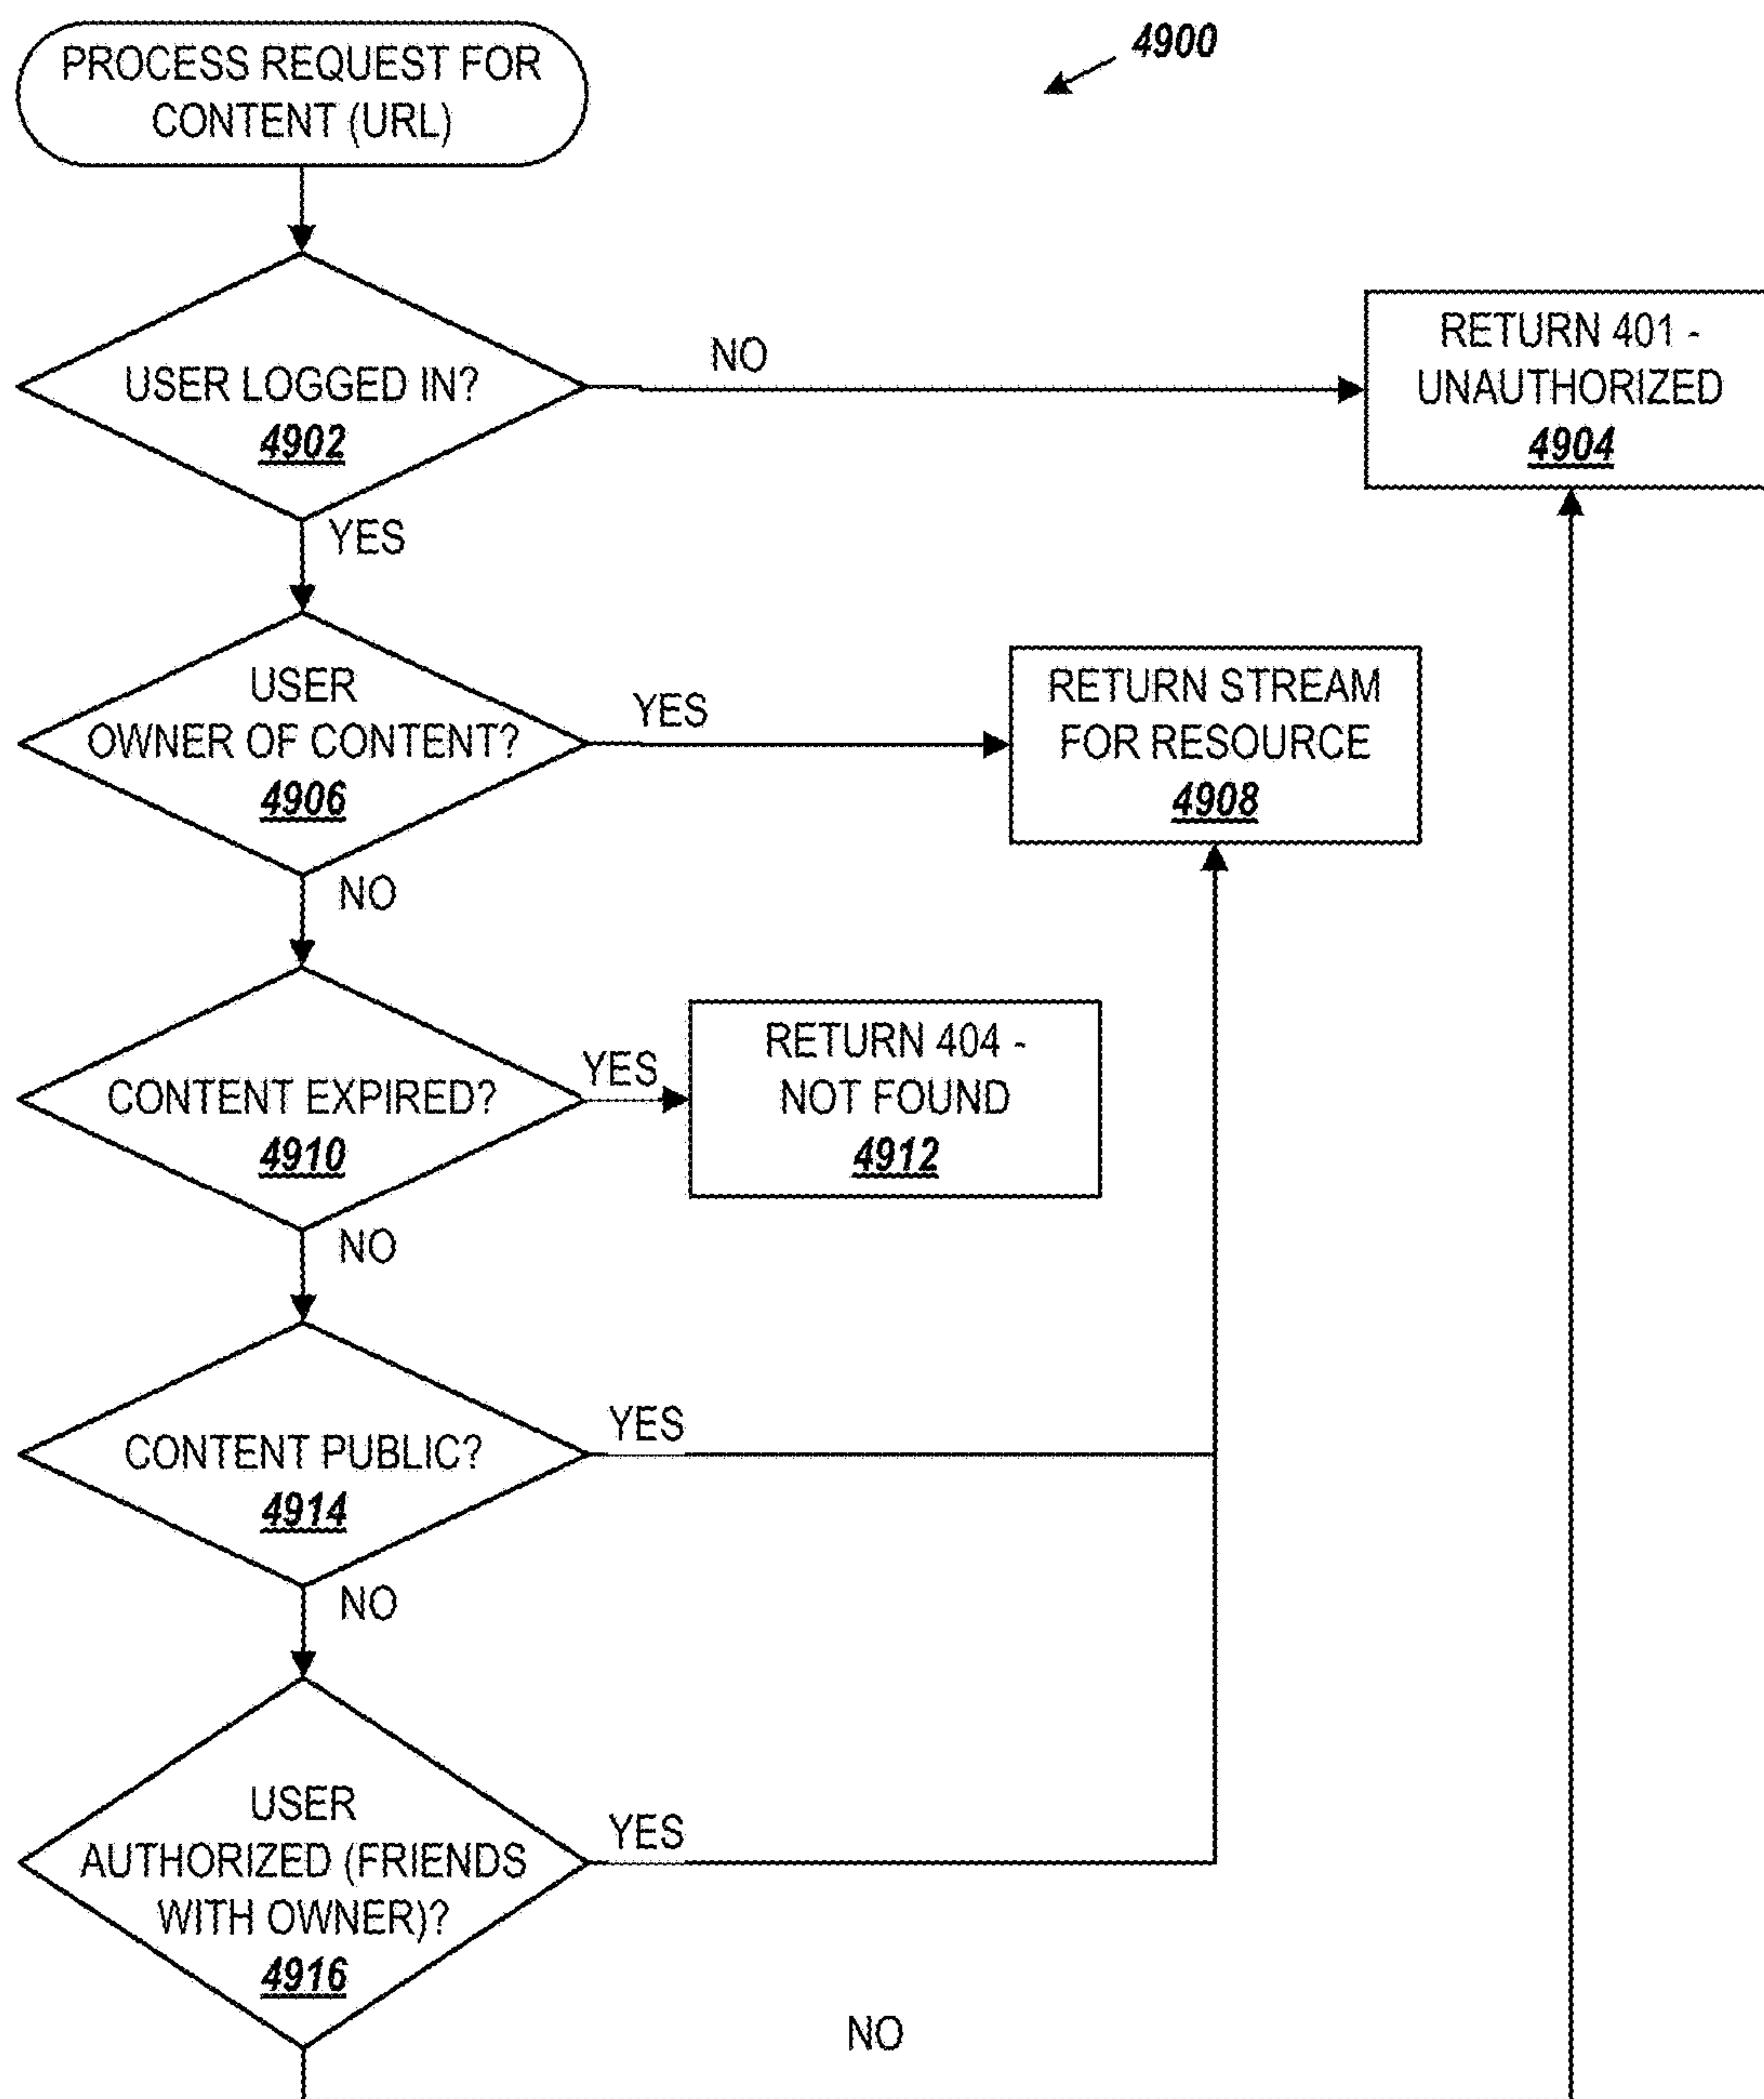 PROCESS REQUEST FOR
CONTENT (URL)
4900
USER LOGGED IN?
4902
NO
RETURN 401 -
UNAUTHORIZED
4904
YES
USER
OWNER OF CONTENT?
4906
YES
RETURN STREAM
FOR RESOURCE
4908
NO
CONTENT EXPIRED?
4910
YES
RETURN 404 -
NOT FOUND
4912
NO
CONTENT PUBLIC?
4914
YES
NO
USER
AUTHORIZED (FRIENDS
WITH OWNER)?
4916
YES
NO